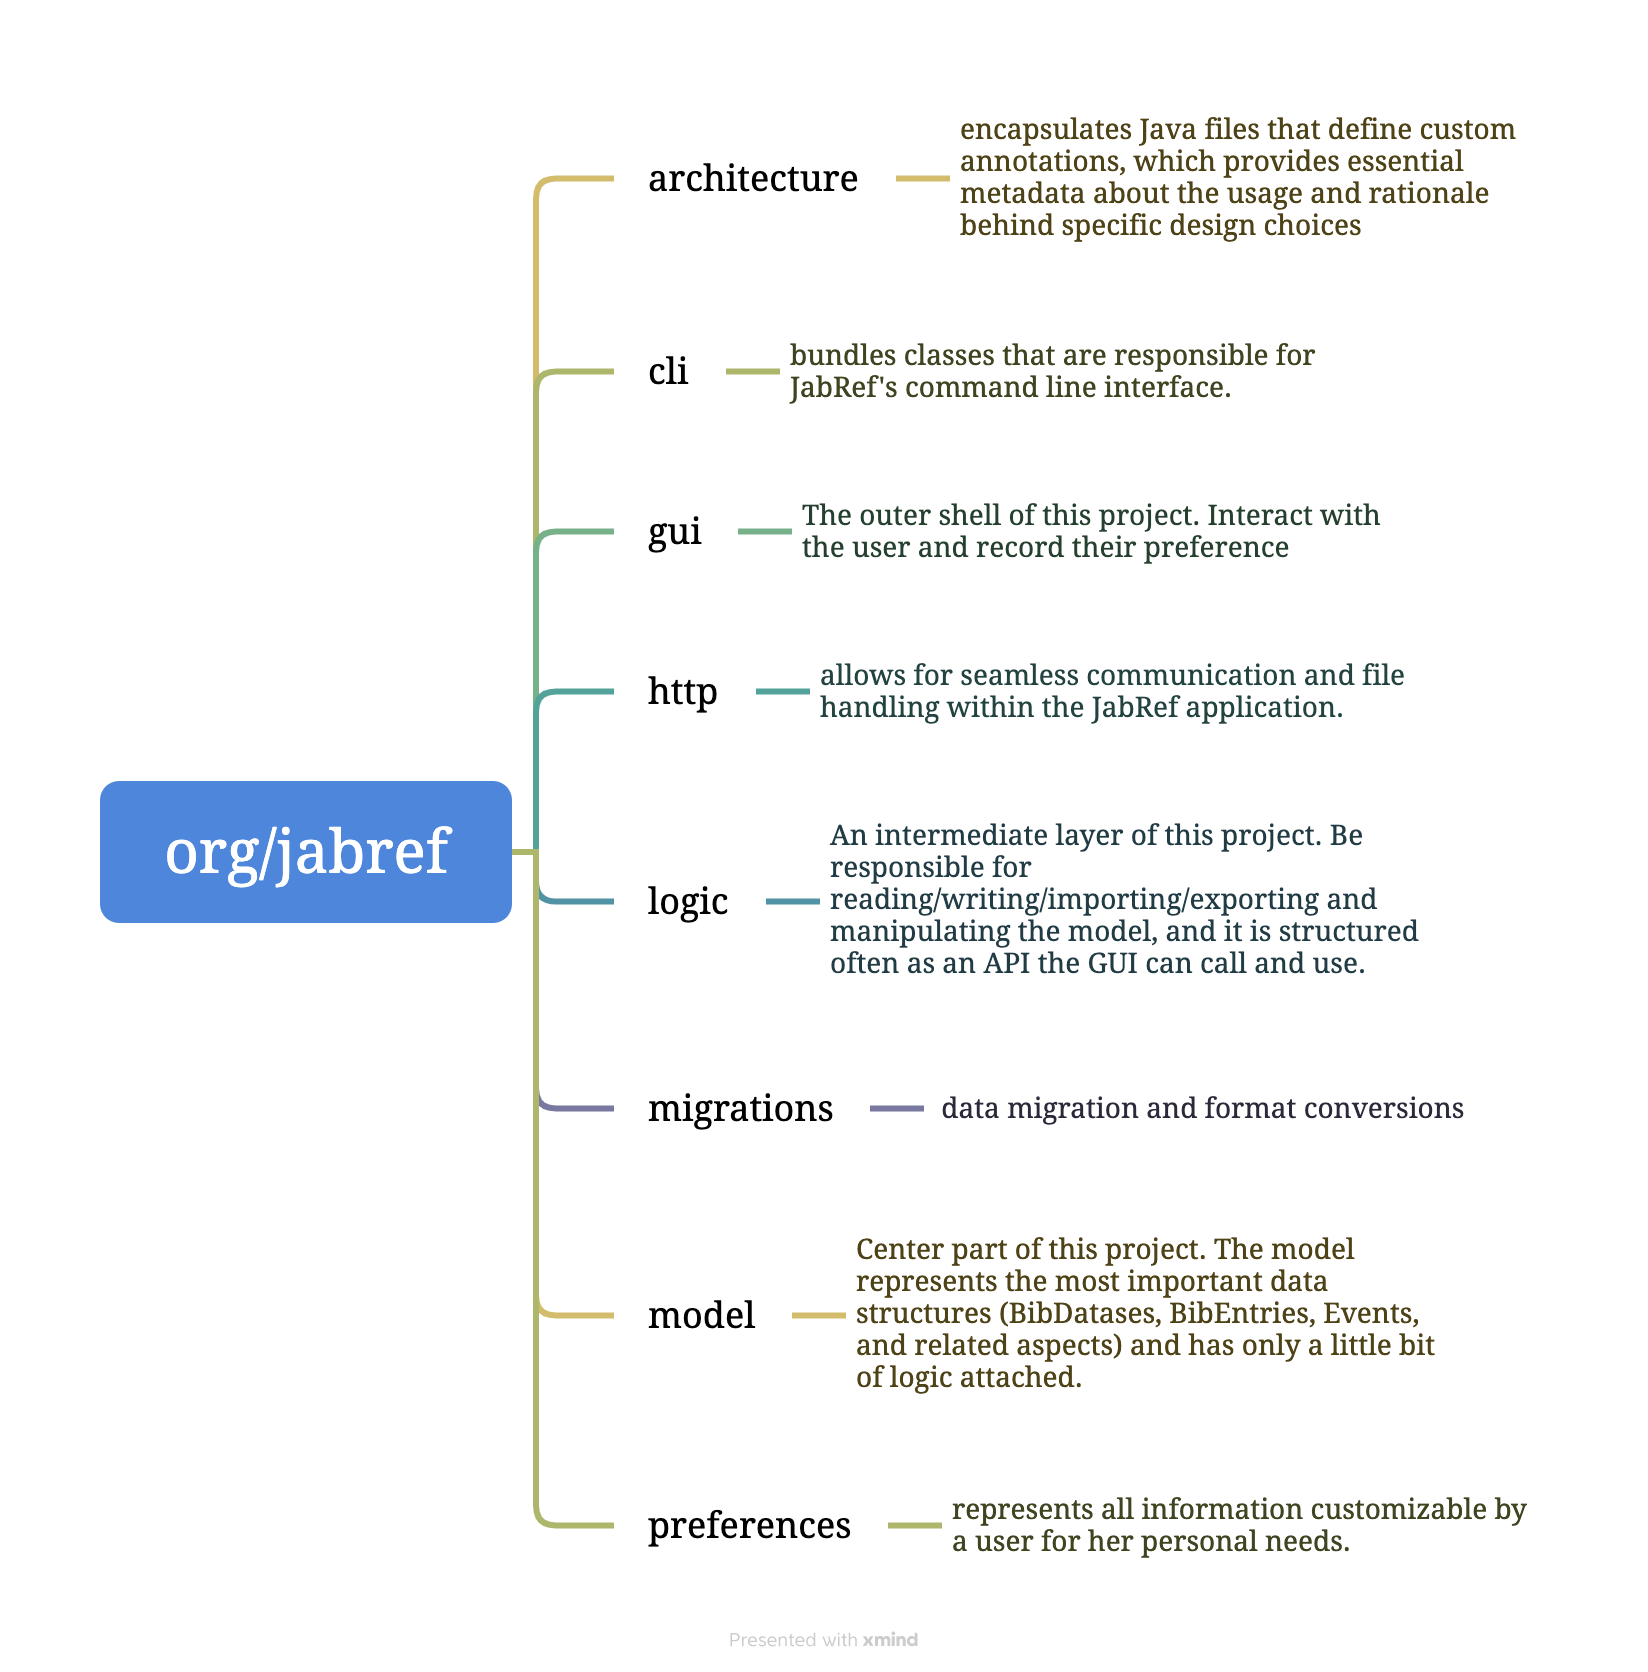 architecture
encapsulates Java files that define custom
annotations, which provides essential
metadata about the usage and rationale
behind specific design choices
cli
bundles classes that are responsible for
JabRef's command line interface.
gui
The outer shell of this project. Interact with
the user and record their preference
http
allows for seamless communication and file
handling within the JabRef application.
org/jabref
logic
An intermediate layer of this project. Be
responsible for
reading/writing/importing/exporting and
manipulating the model, and it is structured
often as an API the GUI can call and use.
migrations
data migration and format conversions
model
Center part of this project. The model
represents the most important data
structures (BibDatases, BibEntries, Events,
and related aspects) and has only a little bit
of logic attached.
preferences
represents all information customizable by
a user for her personal needs.
Presented with xmind